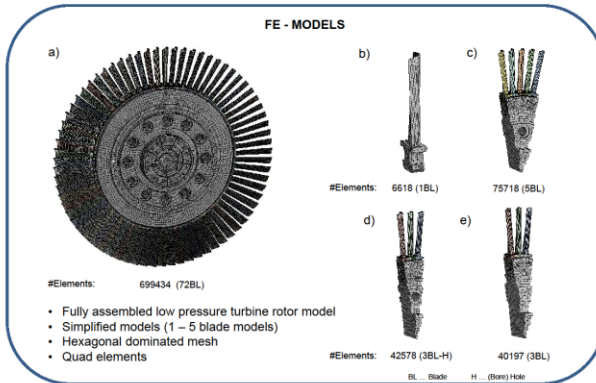 FE - MODELS
a)
b)
c)
#Elements: 6618 (1BL) 75718 (5BL)
d)
e)
#Elements: 699434 (72BL)
• Fully assembled low pressure turbine rotor model
• Simplified models (1 – 5 blade models)
• Hexagonal dominated mesh
• Quad elements
#Elements: 42578 (3BL-H) 40197 (3BL)
BL ... Blade H ... (Bore) Hole